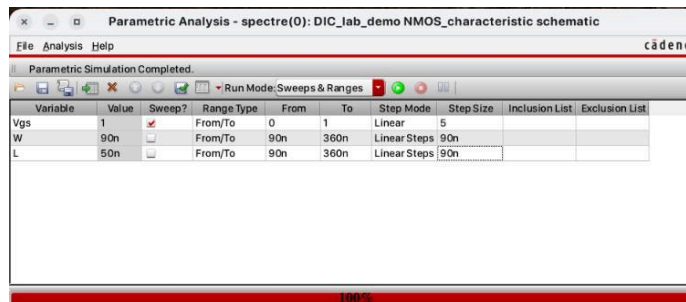 Parametric Analysis - spectre(0): DIC_lab_demo NMOS_characteristic schematic
File Analysis Help cādenc
Parametric Simulation Completed.
Run Mode: Sweeps & Ranges
Variable Value Sweep? Range Type From To Step Mode Step Size Inclusion List Exclusion List
Vgs 1 From/To 0 1 Linear 5
W 90n From/To 90n 360n Linear Steps 90n
L 50n From/To 90n 360n Linear Steps 90n
100%